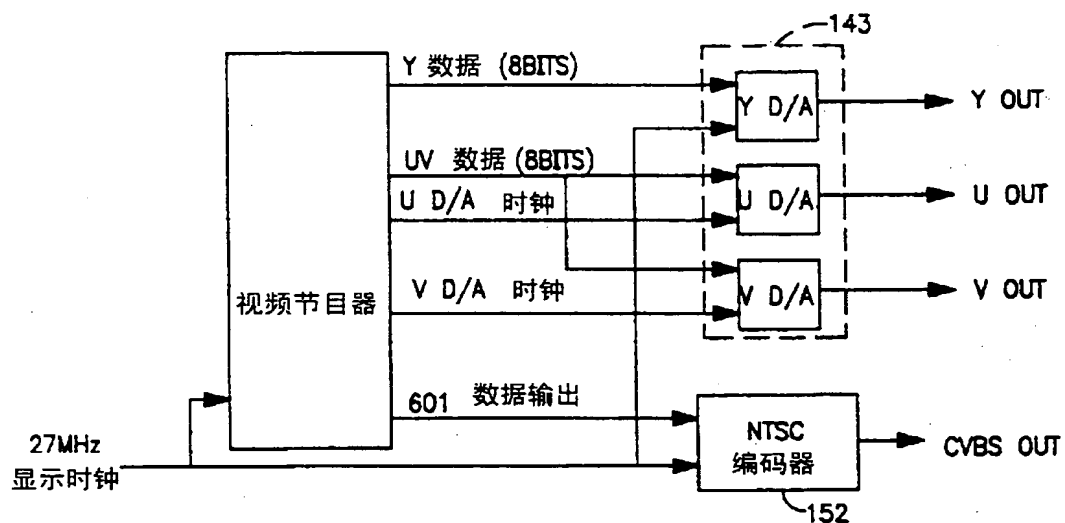 143
Y 数据 (8BITS)
Y D/A
Y OUT
UV 数据 (8BITS)
U D/A 时钟
U D/A
U OUT
视频节目器
V D/A 时钟
V D/A
V OUT
601 数据输出
27MHz
显示时钟
NTSC
编码器
CVBS OUT
152